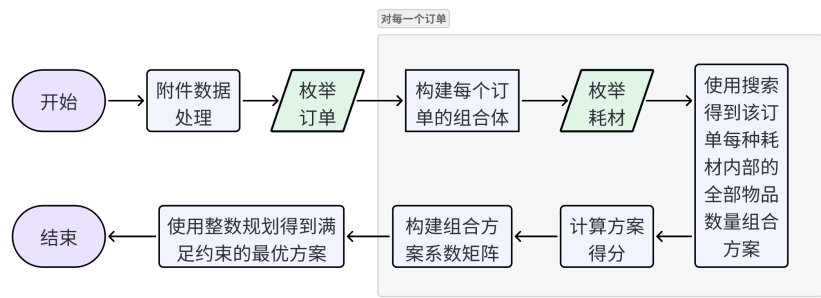 对每一个订单
开始
附件数据
处理
枚举
订单
构建每个订
单的组合体
枚举
耗材
使用搜索
得到该订
单每种耗
材内部的
全部物品
数量组合
方案
计算方案
得分
构建组合方
案系数矩阵
使用整数规划得到满
足约束的最优方案
结束